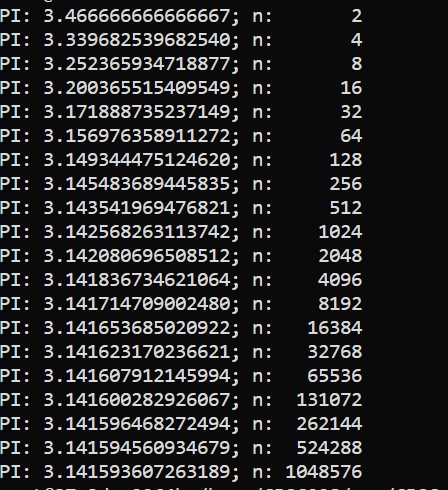 PI: 3.466666666666667; n:       2
PI: 3.339682539682540; n:       4
PI: 3.252365934718877; n:       8
PI: 3.200365515409549; n:      16
PI: 3.171888735237149; n:      32
PI: 3.156976358911272; n:      64
PI: 3.149344475124620; n:     128
PI: 3.145483689445835; n:     256
PI: 3.143541969476821; n:     512
PI: 3.142568263113742; n:    1024
PI: 3.142080696508512; n:    2048
PI: 3.141836734621064; n:    4096
PI: 3.141714709002480; n:    8192
PI: 3.141653685020922; n:   16384
PI: 3.141623170236621; n:   32768
PI: 3.141607912145994; n:   65536
PI: 3.141600282926067; n:  131072
PI: 3.141596468272494; n:  262144
PI: 3.141594560934679; n:  524288
PI: 3.141593607263189; n: 1048576